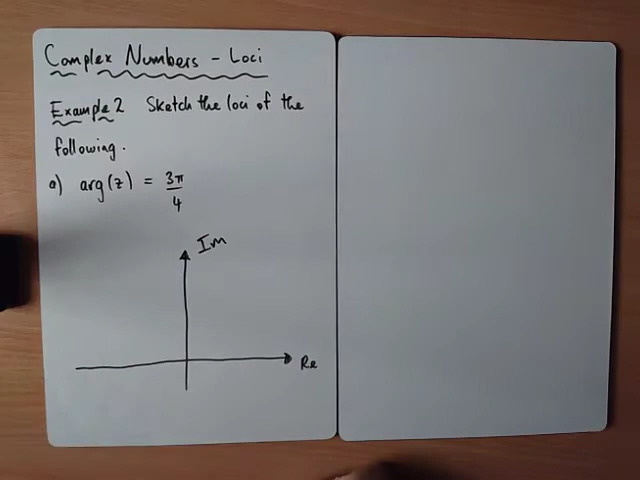 Complex Numbers - Loci
Example 2 Sketch the loci of the
following.
a) arg(z) = 3π/4
Im
Re